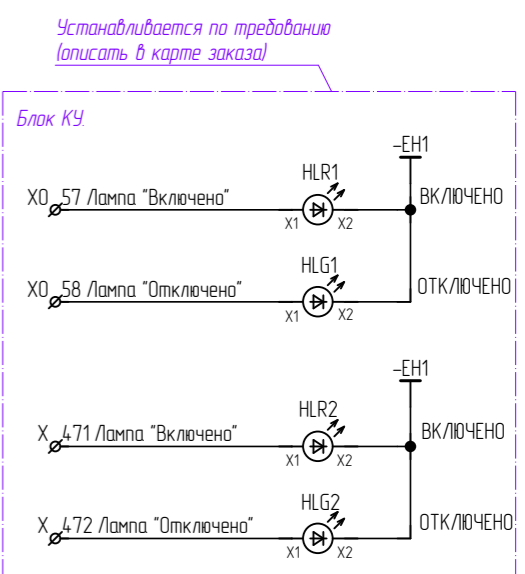 Устанавливается по требованию
(описать в карте заказа)
Блок КУ.
-EH1
HLR1
X0 57 Лампа "Включено"
ВКЛЮЧЕНО
X1 X2
HLG1
X0 58 Лампа "Отключено"
ОТКЛЮЧЕНО
X1 X2
-EH1
HLR2
X 471 Лампа "Включено"
ВКЛЮЧЕНО
X1 X2
HLG2
X 472 Лампа "Отключено"
ОТКЛЮЧЕНО
X1 X2